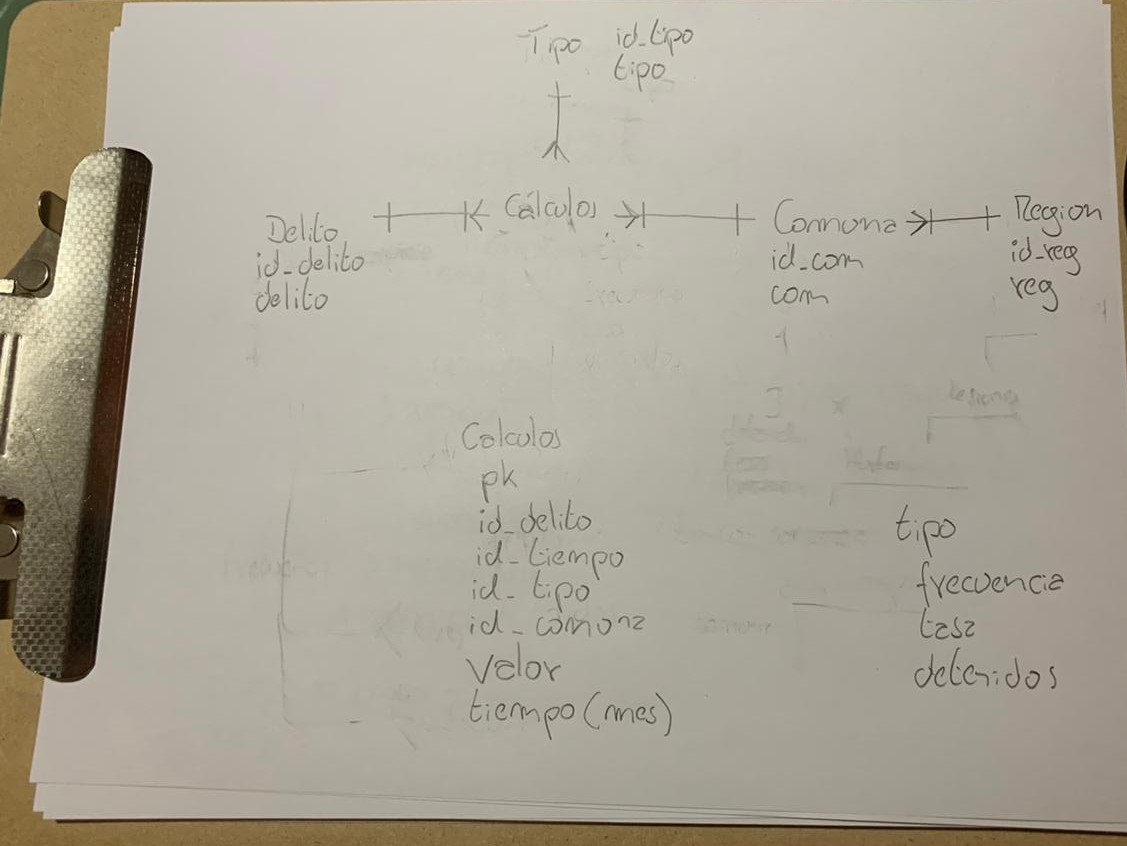 Tipo id_tipo
tipo
Delito
id_delito
delito
Cálculos
Comuna
id_com
com
Region
id_reg
reg
Calculos
pk
id_delito
id_tiempo
id_tipo
id_comuna
Valor
tiempo (mes)
tipo
frecuencia
tasa
detenidos